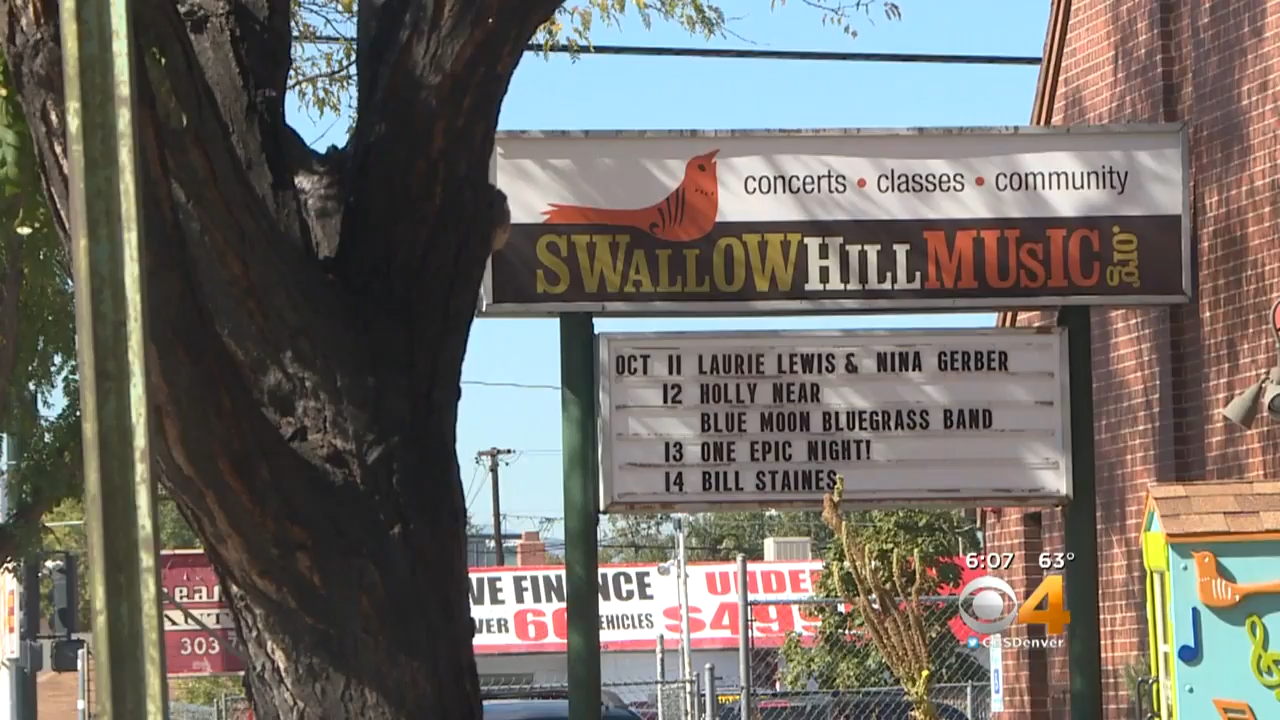 concerts • classes • community
SWALLOW HILL MUSIC.org
OCT 11 LAURIE LEWIS & NINA GERBER
12 HOLLY NEAR
BLUE MOON BLUEGRASS BAND
13 ONE EPIC NIGHT!
14 BILL STAINES
WE FINANCE UNDE
VER 60 VEHICLES $499
303
6:07 63°
4
@CBSDenver